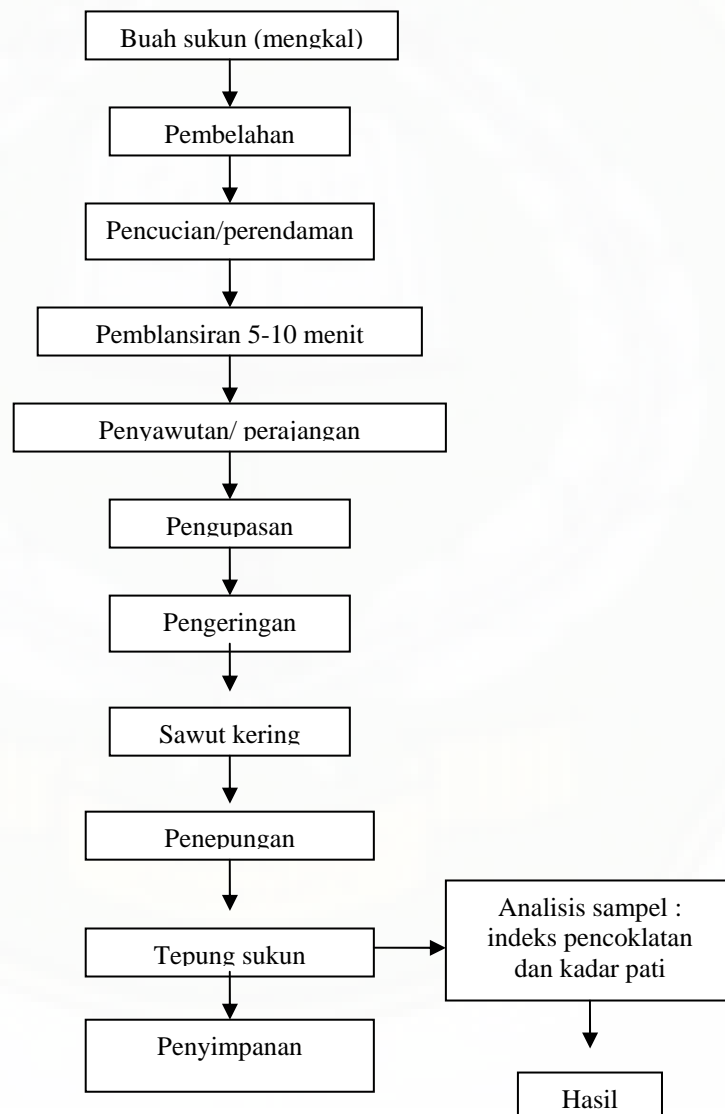 Buah sukun (mengkal)
Pembelahan
Pencucian/perendaman
Pemblansiran 5-10 menit
Penyawutan/ perajangan
Pengupasan
Pengeringan
Sawut kering
Penepungan
Tepung sukun
Analisis sampel :
indeks pencoklatan
dan kadar pati
Penyimpanan
Hasil